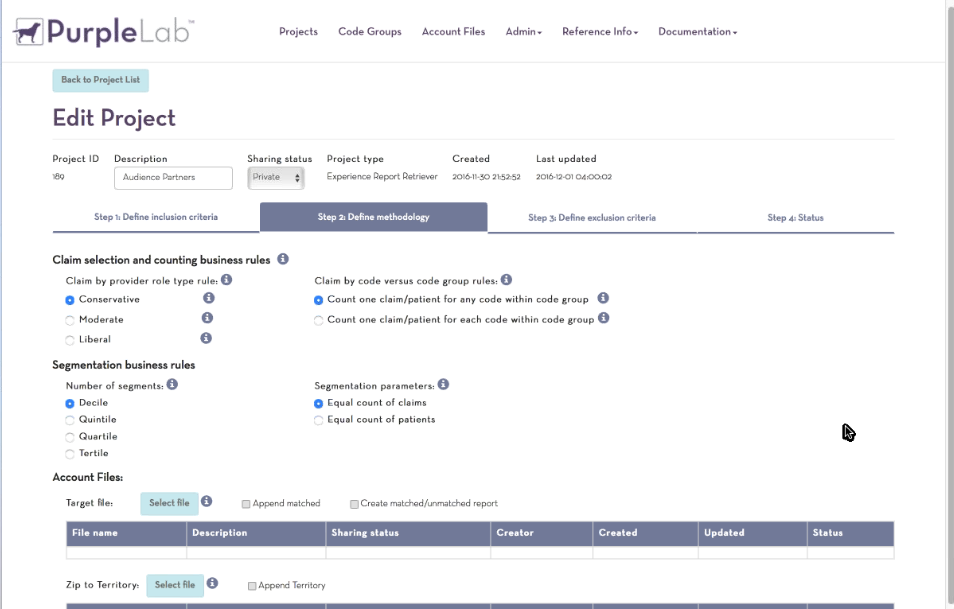 PurpleLab™ Projects Code Groups Account Files Admin Reference Info Documentation
Back to Project List
Edit Project
Project ID Description Sharing status Project type Created Last updated
189 Audience Partners Private Experience Report Retriever 2016-11-30 21:52:52 2016-12-01 04:00:02
Step 1: Define inclusion criteria Step 2: Define methodology Step 3: Define exclusion criteria Step 4: Status
Claim selection and counting business rules
Claim by provider role type rule: Claim by code versus code group rules:
Conservative Count one claim/patient for any code within code group
Moderate Count one claim/patient for each code within code group
Liberal
Segmentation business rules
Number of segments: Segmentation parameters:
Decile Equal count of claims
Quintile Equal count of patients
Quartile
Tertile
Account Files:
Target file: Select file Append matched Create matched/unmatched report
File name Description Sharing status Creator Created Updated Status
Zip to Territory: Select file Append Territory